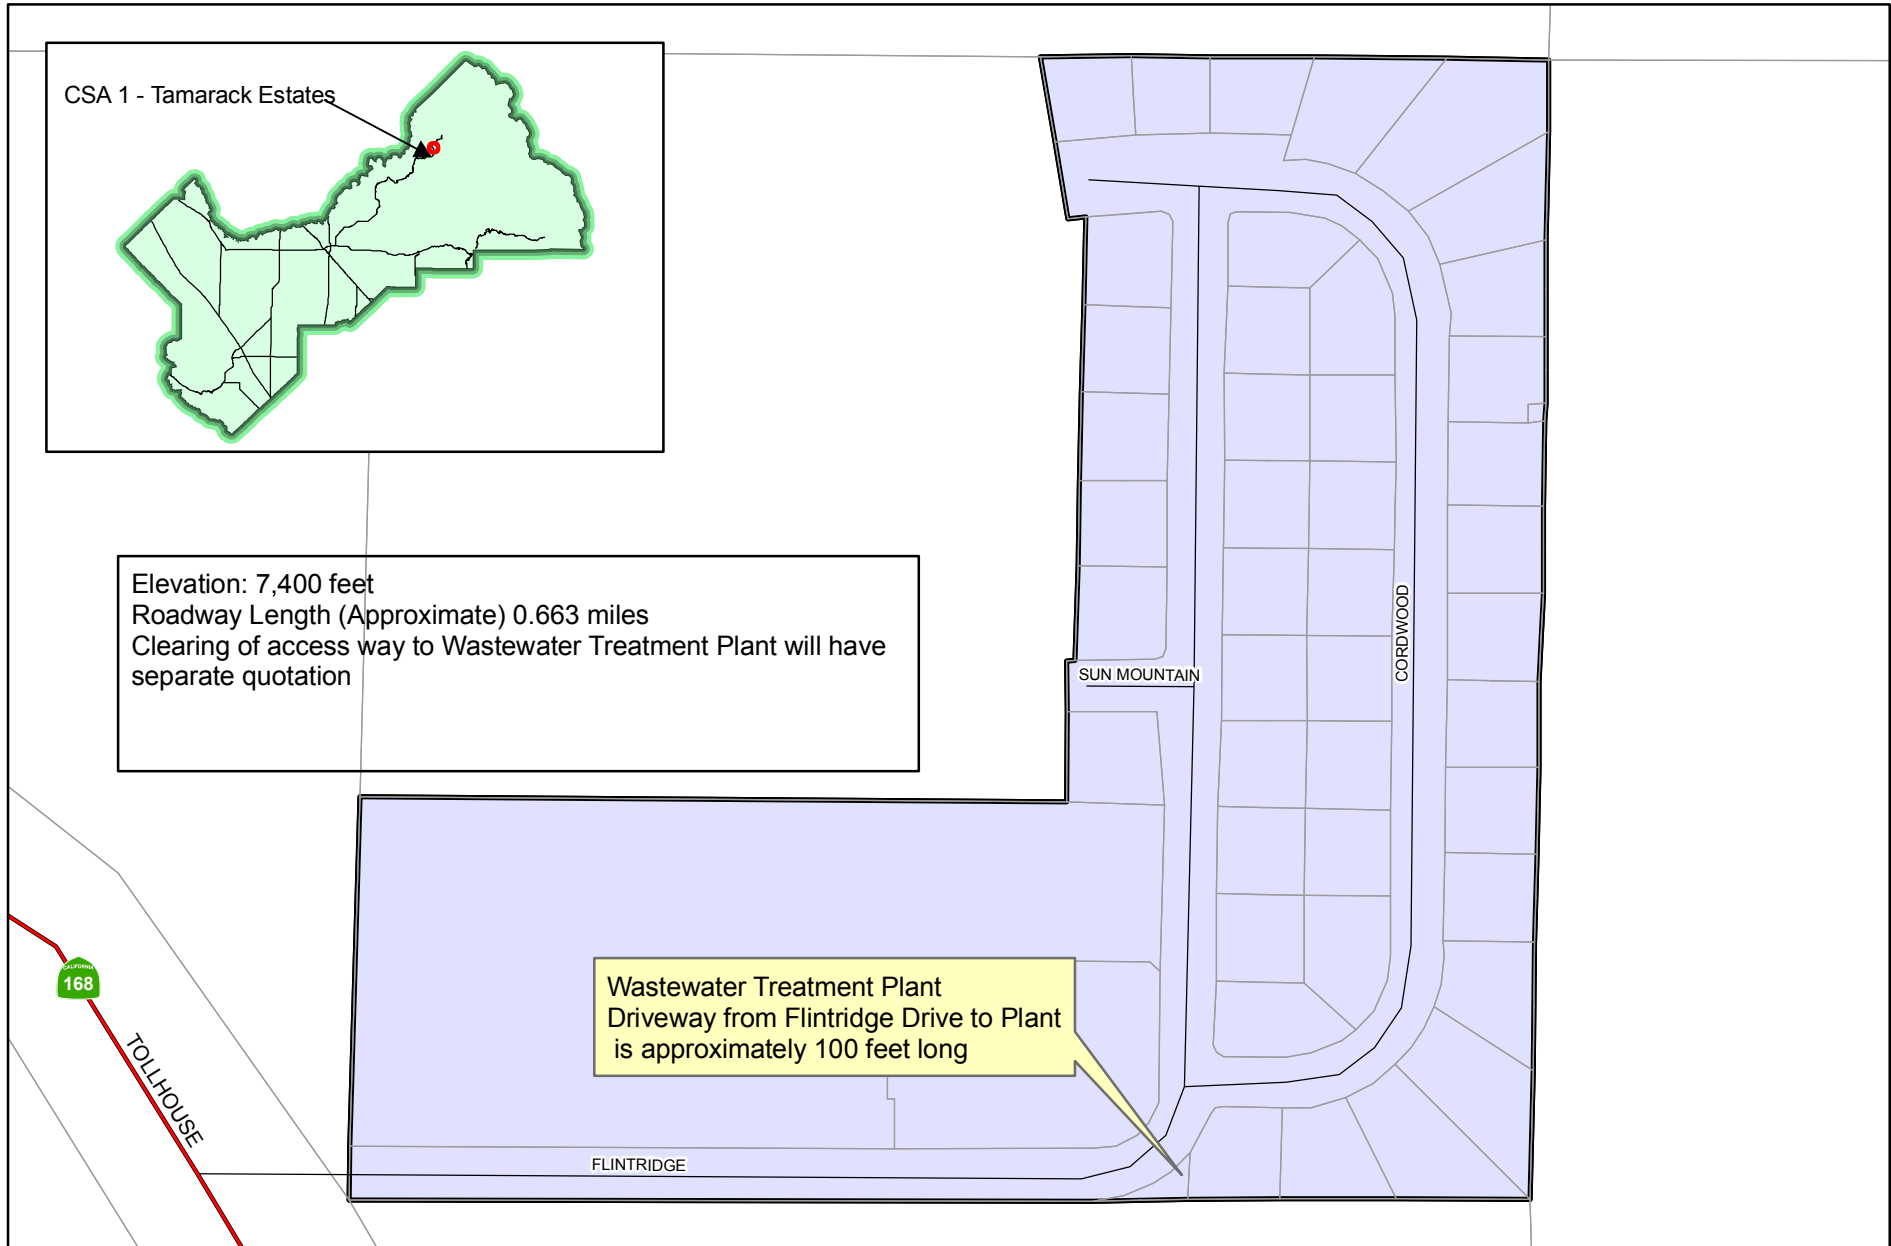 CSA 1 - Tamarack Estates
Elevation: 7,400 feet
Roadway Length (Approximate) 0.663 miles
Clearing of access way to Wastewater Treatment Plant will have
separate quotation
SUN MOUNTAIN
CORDWOOD
CALIFORNIA
168
TOLLHOUSE
Wastewater Treatment Plant
Driveway from Flintridge Drive to Plant
is approximately 100 feet long
FLINTRIDGE